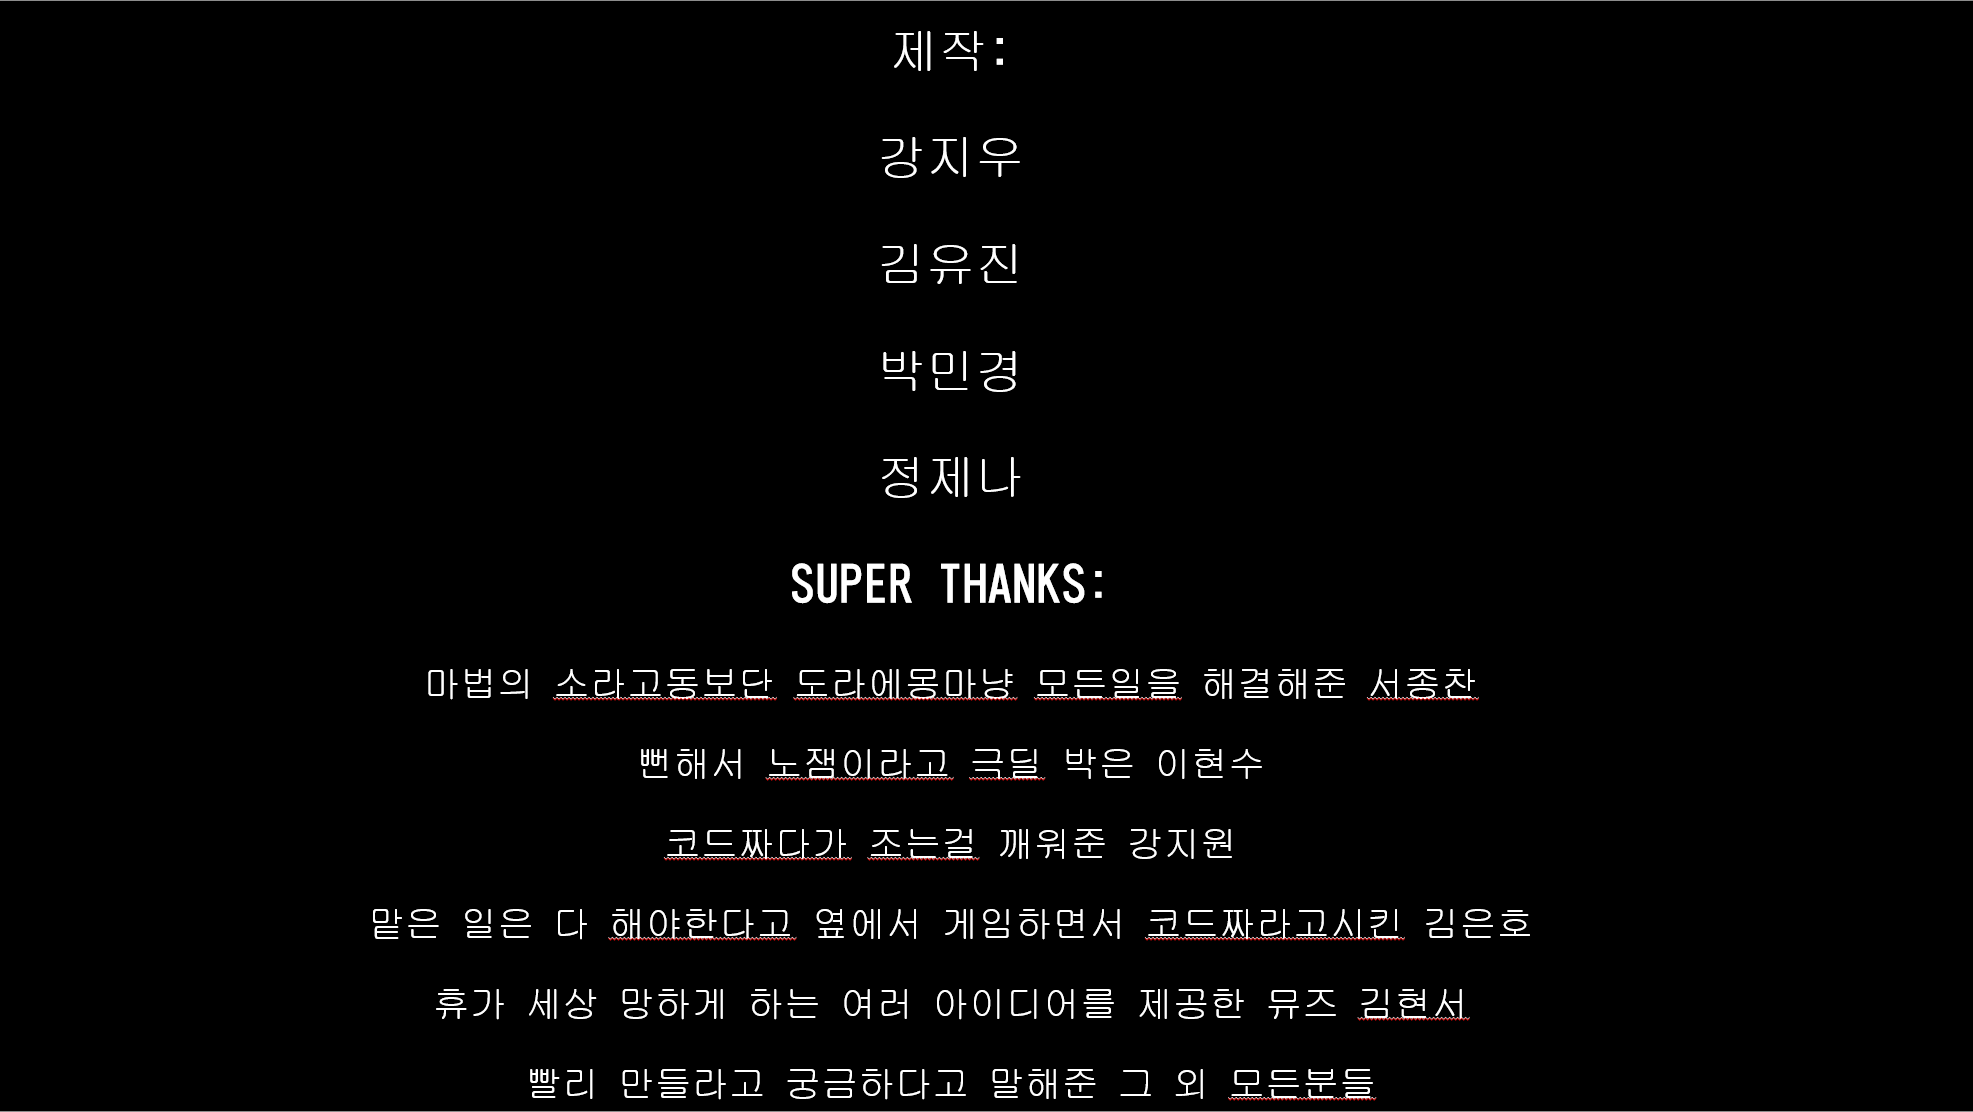 제작:
강지우
김유진
박민경
정제나
SUPER THANKS:
마법의 소라고동보단 도라에몽마냥 모든일을 해결해준 서종찬
뻔해서 노잼이라고 극딜 박은 이현수
코드짜다가 조는걸 깨워준 강지원
맡은 일은 다 해야한다고 옆에서 게임하면서 코드짜라고시킨 김은호
휴가 세상 망하게 하는 여러 아이디어를 제공한 뮤즈 김현서
빨리 만들라고 궁금하다고 말해준 그 외 모든분들